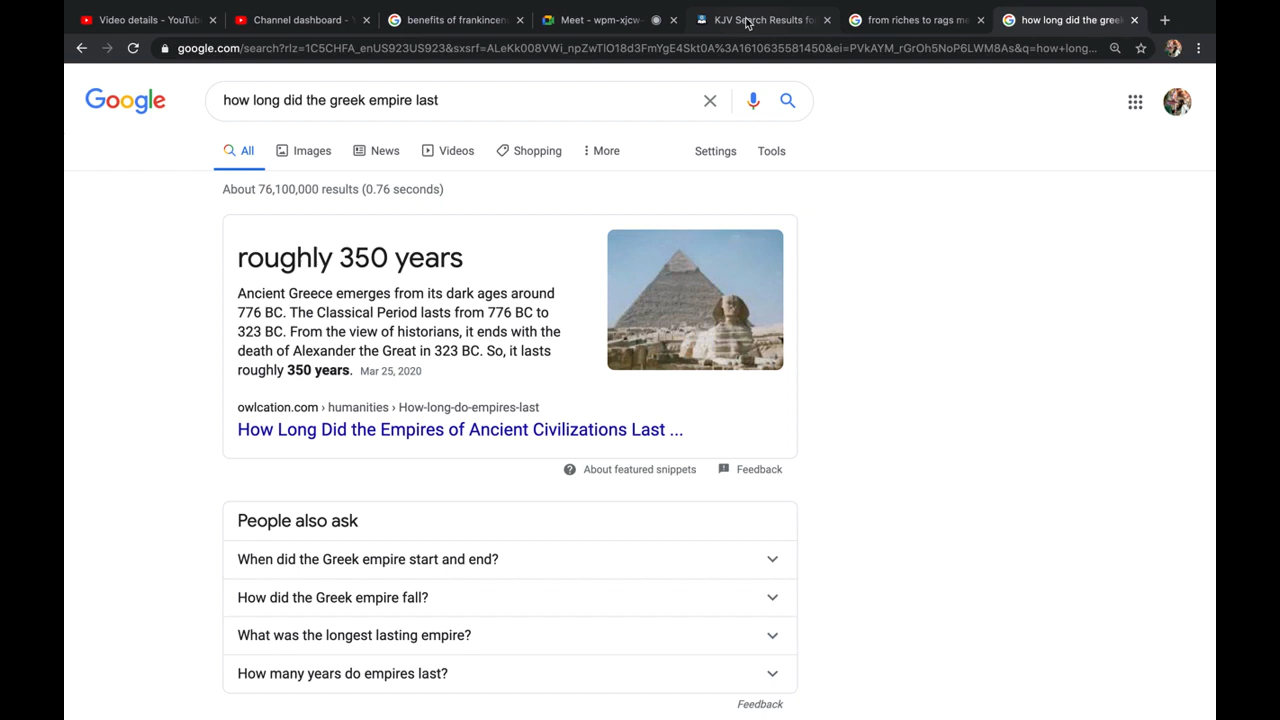 Video details - YouTub
Channel dashboard -
benefits of frankincen
Meet - wpm-xjcw-
KJV Search Results fo
from riches to rags me
how long did the greek
google.com/search?rlz=1C5CHFA_enUS923US923&sxsrf=ALeKk008VWi_npZwTIO18d3FmYgE4Skt0A%3A1610635581450&ei=PVkAYM_rGrOh5NoP6LWM8As&q=how+long...
Google
how long did the greek empire last
All
Images
News
Videos
Shopping
More
Settings
Tools
About 76,100,000 results (0.76 seconds)
roughly 350 years
Ancient Greece emerges from its dark ages around
776 BC. The Classical Period lasts from 776 BC to
323 BC. From the view of historians, it ends with the
death of Alexander the Great in 323 BC. So, it lasts
roughly 350 years. Mar 25, 2020
owlcation.com › humanities › How-long-do-empires-last
How Long Did the Empires of Ancient Civilizations Last ...
About featured snippets
Feedback
People also ask
When did the Greek empire start and end?
How did the Greek empire fall?
What was the longest lasting empire?
How many years do empires last?
Feedback